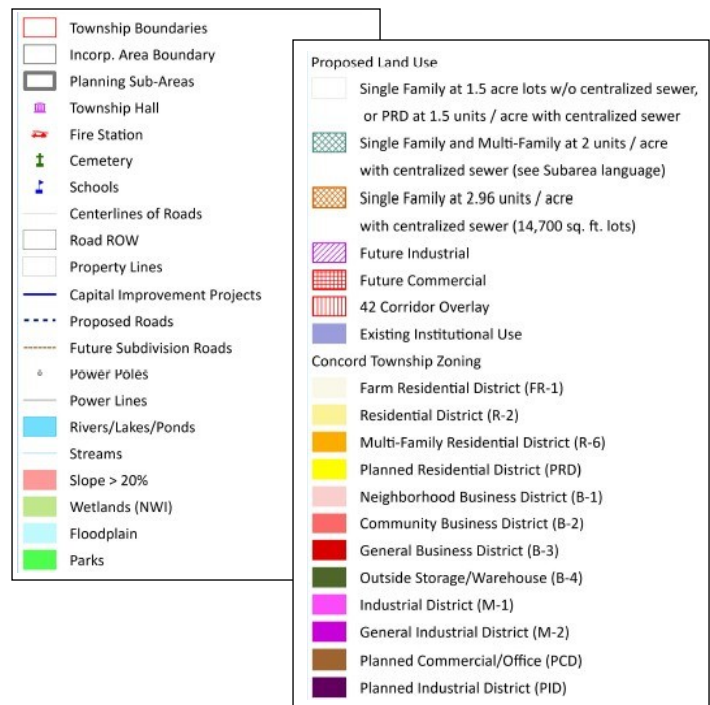 Township Boundaries
Incorp. Area Boundary
Planning Sub-Areas
Township Hall
Fire Station
Cemetery
Schools
Centerlines of Roads
Road ROW
Property Lines
Capital Improvement Projects
Proposed Roads
Future Subdivision Roads
Power Poles
Power Lines
Rivers/Lakes/Ponds
Streams
Slope > 20%
Wetlands (NWI)
Floodplain
Parks
Proposed Land Use
Single Family at 1.5 acre lots w/o centralized sewer,
or PRD at 1.5 units / acre with centralized sewer
Single Family and Multi-Family at 2 units / acre
with centralized sewer (see Subarea language)
Single Family at 2.96 units / acre
with centralized sewer (14,700 sq. ft. lots)
Future Industrial
Future Commercial
42 Corridor Overlay
Existing Institutional Use
Concord Township Zoning
Farm Residential District (FR-1)
Residential District (R-2)
Multi-Family Residential District (R-6)
Planned Residential District (PRD)
Neighborhood Business District (B-1)
Community Business District (B-2)
General Business District (B-3)
Outside Storage/Warehouse (B-4)
Industrial District (M-1)
General Industrial District (M-2)
Planned Commercial/Office (PCD)
Planned Industrial District (PID)